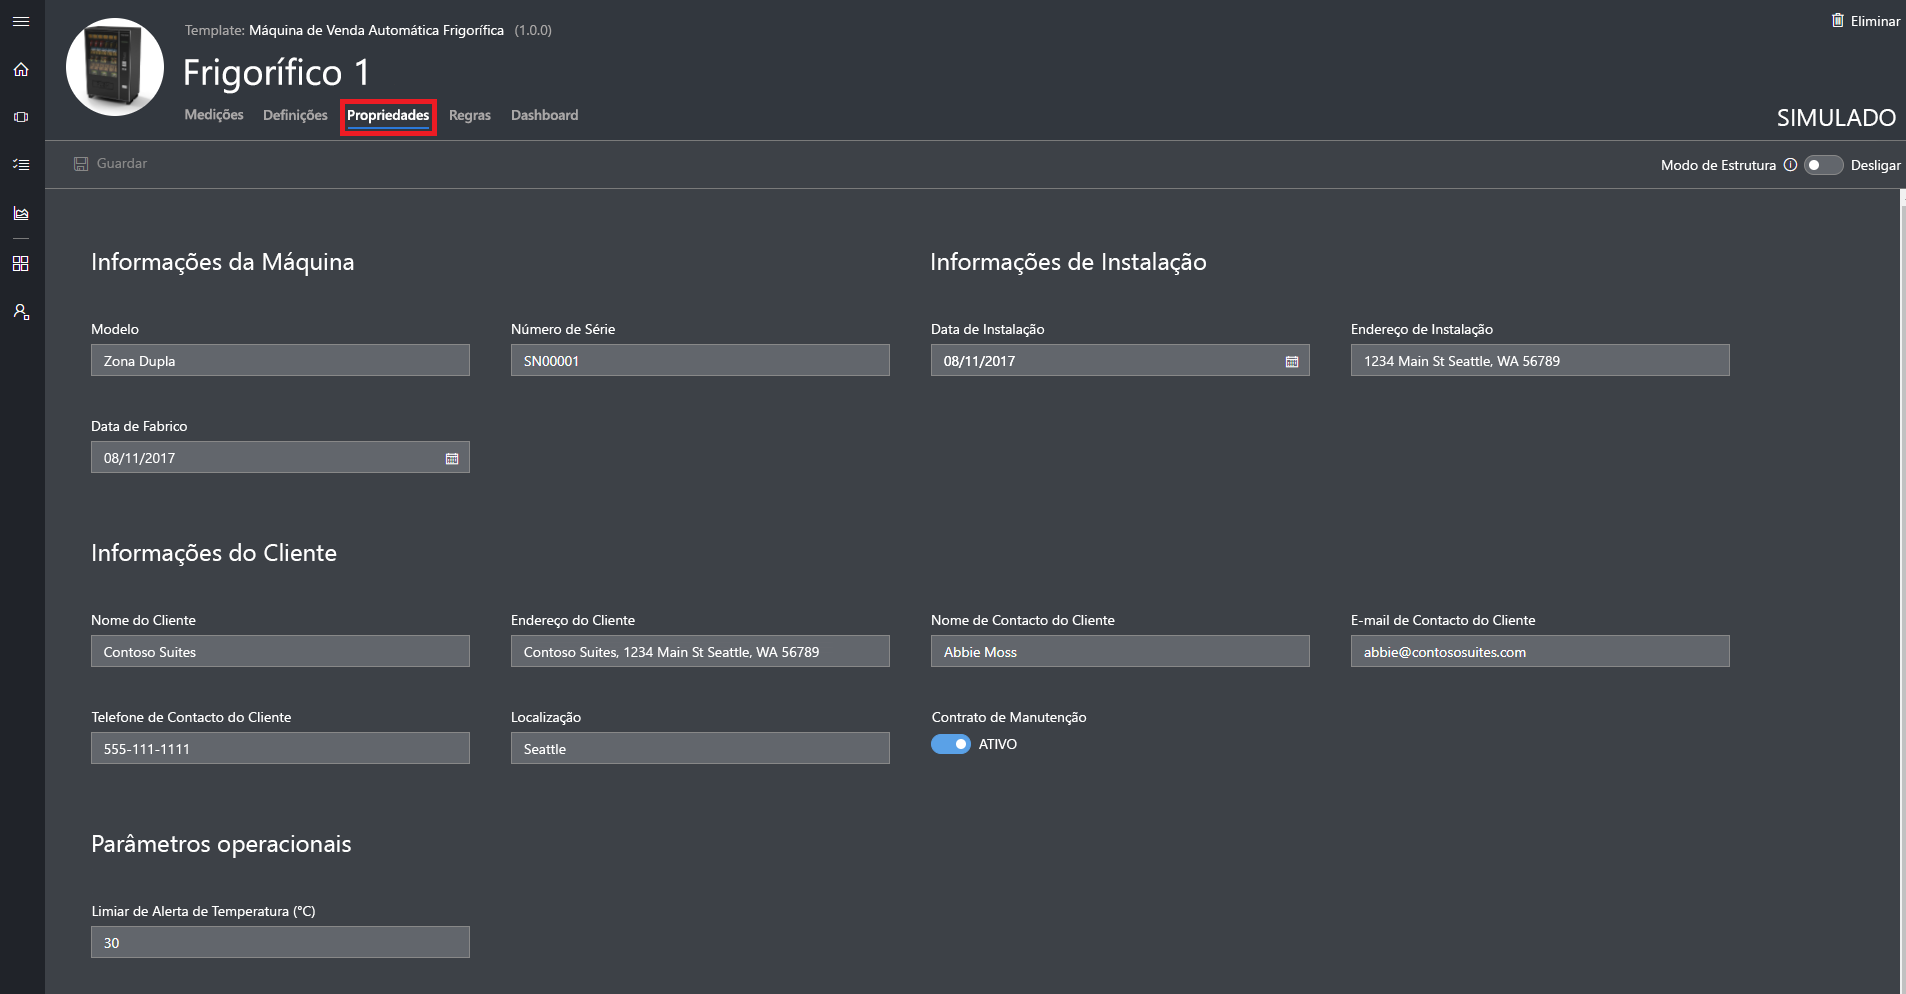 Template: Máquina de Venda Automática Frigorífica (1.0.0)
Eliminar
Frigorífico 1
Medições Definições Propriedades Regras Dashboard
SIMULADO
Guardar
Modo de Estrutura Desligar
Informações da Máquina
Informações de Instalação
Modelo
Número de Série
Data de Instalação
Endereço de Instalação
Zona Dupla
SN00001
08/11/2017
1234 Main St Seattle, WA 56789
Data de Fabrico
08/11/2017
Informações do Cliente
Nome do Cliente
Endereço do Cliente
Nome de Contacto do Cliente
E-mail de Contacto do Cliente
Contoso Suites
Contoso Suites, 1234 Main St Seattle, WA 56789
Abbie Moss
abbie@contososuites.com
Telefone de Contacto do Cliente
Localização
Contrato de Manutenção
555-111-1111
Seattle
ATIVO
Parâmetros operacionais
Limiar de Alerta de Temperatura (°C)
30